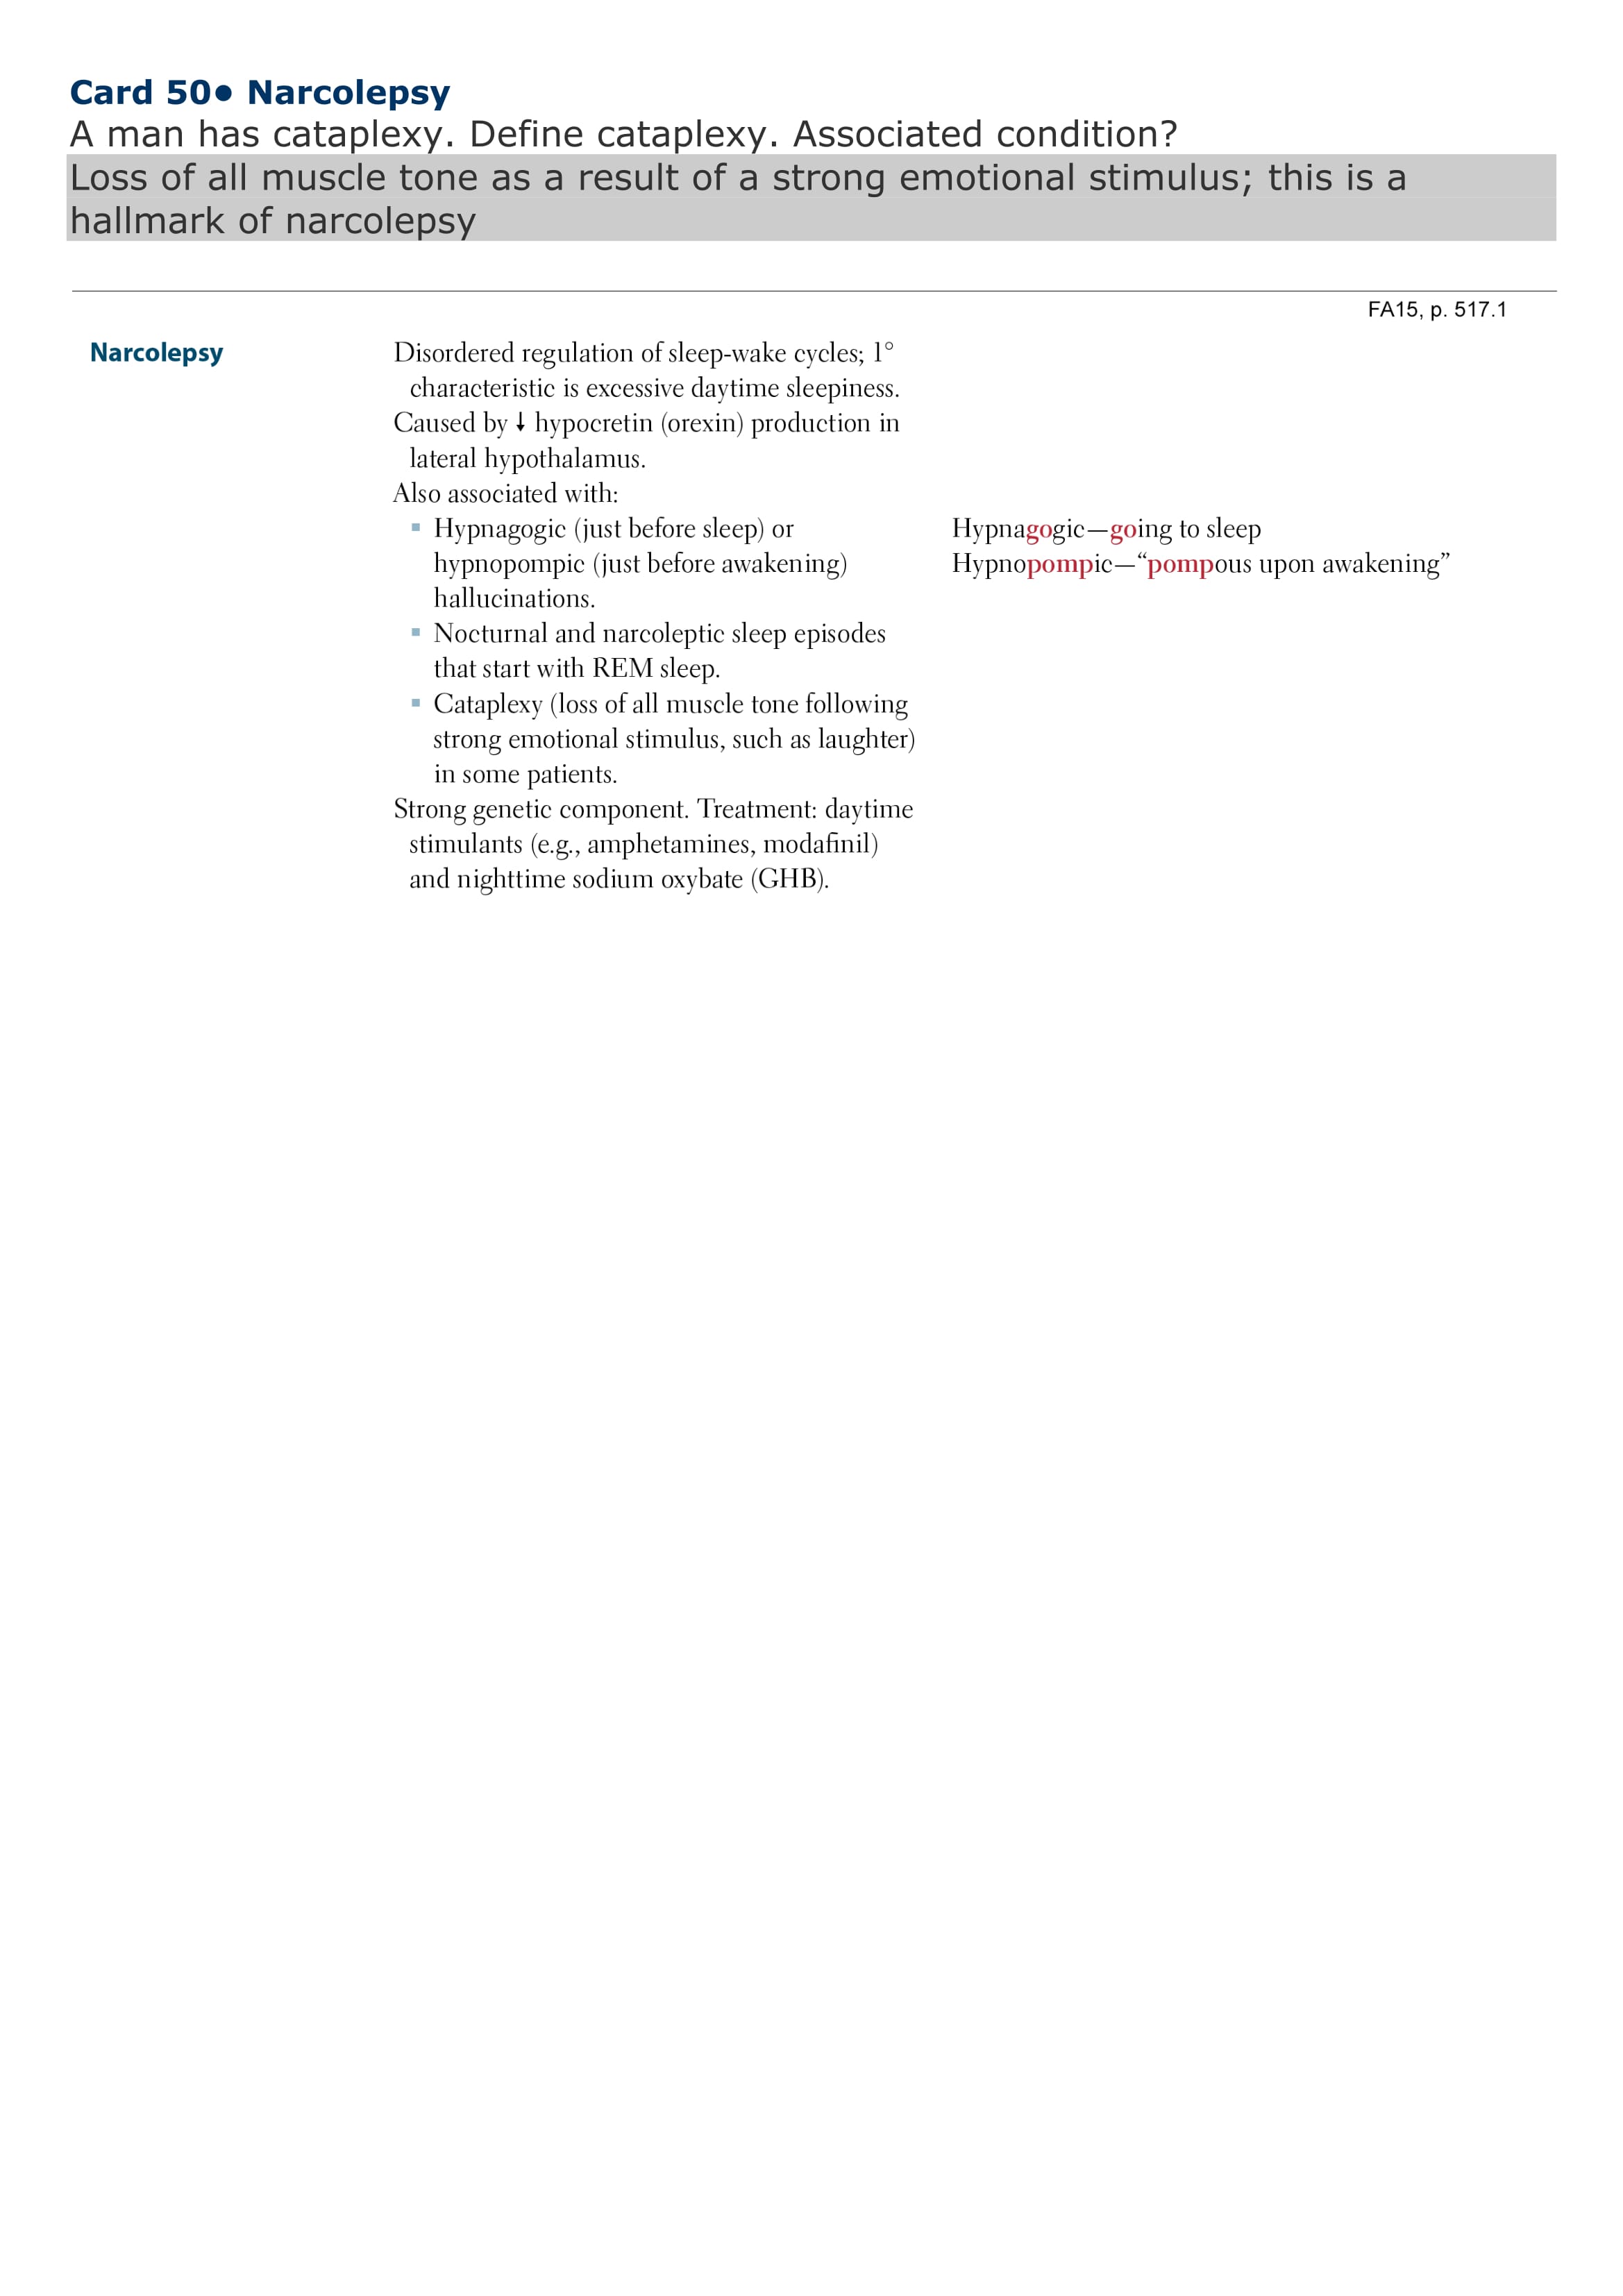 Card 50● Narcolepsy
A man has cataplexy. Define cataplexy. Associated condition?
Loss of all muscle tone as a result of a strong emotional stimulus; this is a
hallmark of narcolepsy
FA15, p. 517.1
Narcolepsy
Disordered regulation of sleep-wake cycles; 1°
characteristic is excessive daytime sleepiness.
Caused by ↓ hypocretin (orexin) production in
lateral hypothalamus.
Also associated with:
▪ Hypnagogic (just before sleep) or
hypnopompic (just before awakening)
hallucinations.
▪ Nocturnal and narcoleptic sleep episodes
that start with REM sleep.
▪ Cataplexy (loss of all muscle tone following
strong emotional stimulus, such as laughter)
in some patients.
Strong genetic component. Treatment: daytime
stimulants (e.g., amphetamines, modafinil)
and nighttime sodium oxybate (GHB).
Hypnagogic—going to sleep
Hypnopompic—“pompous upon awakening”